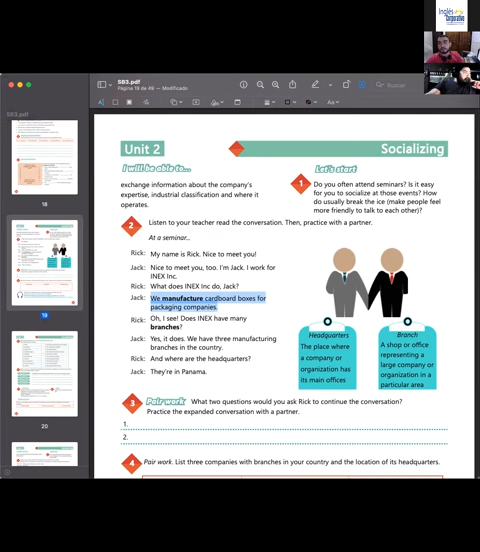 Inglés
Corporativo
SB3.pdf
Página 19 de 49 — Modificado
Buscar
Aa
SB3.pdf
18
19
20
Unit 2
Socializing
I will be able to...
exchange information about the company's
expertise, industrial classification and where it
operates.
Let's start
1 Do you often attend seminars? Is it easy
for you to socialize at those events? How
do usually break the ice (make people feel
more friendly to talk to each other)?
2 Listen to your teacher read the conversation. Then, practice with a partner.
At a seminar...
Rick: My name is Rick. Nice to meet you!
Jack: Nice to meet you, too. I'm Jack. I work for
INEX Inc.
Rick: What does INEX Inc do, Jack?
Jack: We manufacture cardboard boxes for
packaging companies.
Rick: Oh, I see! Does INEX have many
branches?
Jack: Yes, it does. We have three manufacturing
branches in the country.
Rick: And where are the headquarters?
Jack: They're in Panama.
Headquarters
The place where
a company or
organization has
its main offices
Branch
A shop or office
representing a
large company or
organization in a
particular area
3 Pair work What two questions would you ask Rick to continue the conversation?
Practice the expanded conversation with a partner.
1.
2.
4 Pair work. List three companies with branches in your country and the location of its headquarters.